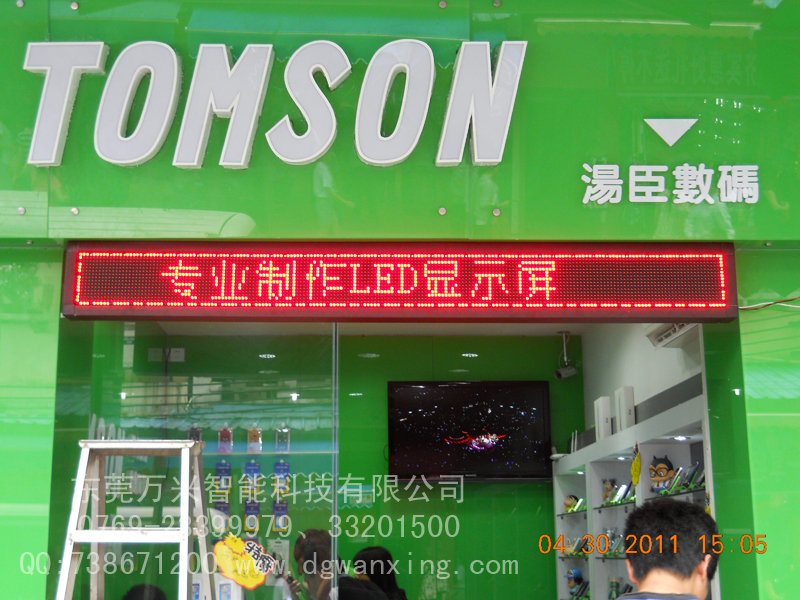 TOMSON
湯臣數碼
专业制作LED显示屏
东莞万兴智能科技有限公司
0769-23399979 33201500
QQ:738671200 www.dgwanxing.com
04.30.2011 15:05